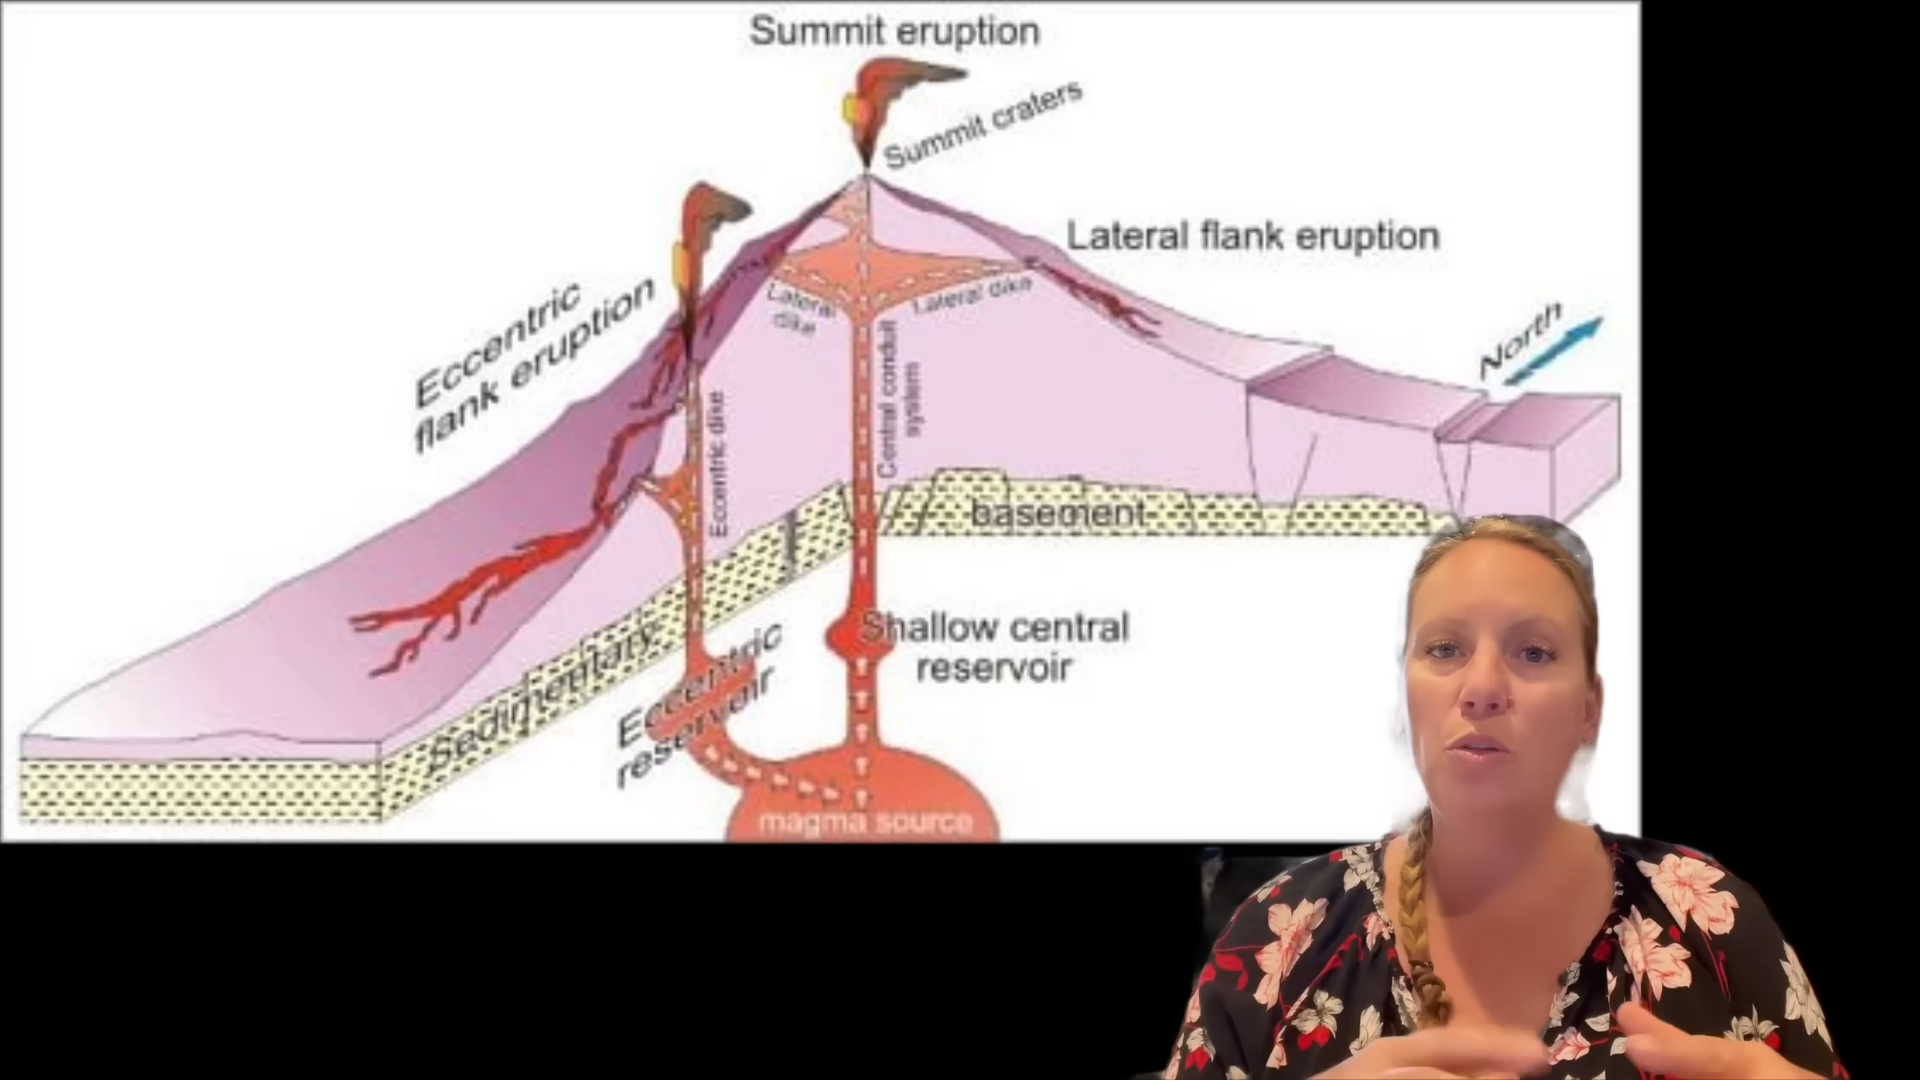 Summit eruption
Summit craters
Lateral flank eruption
Eccentric
flank eruption
Lateral
dike
Lateral dike
North
Eccentric dike
Central conduit
system
basement
Sedimentary
Shallow central
reservoir
Eccentric
reservoir
magma source